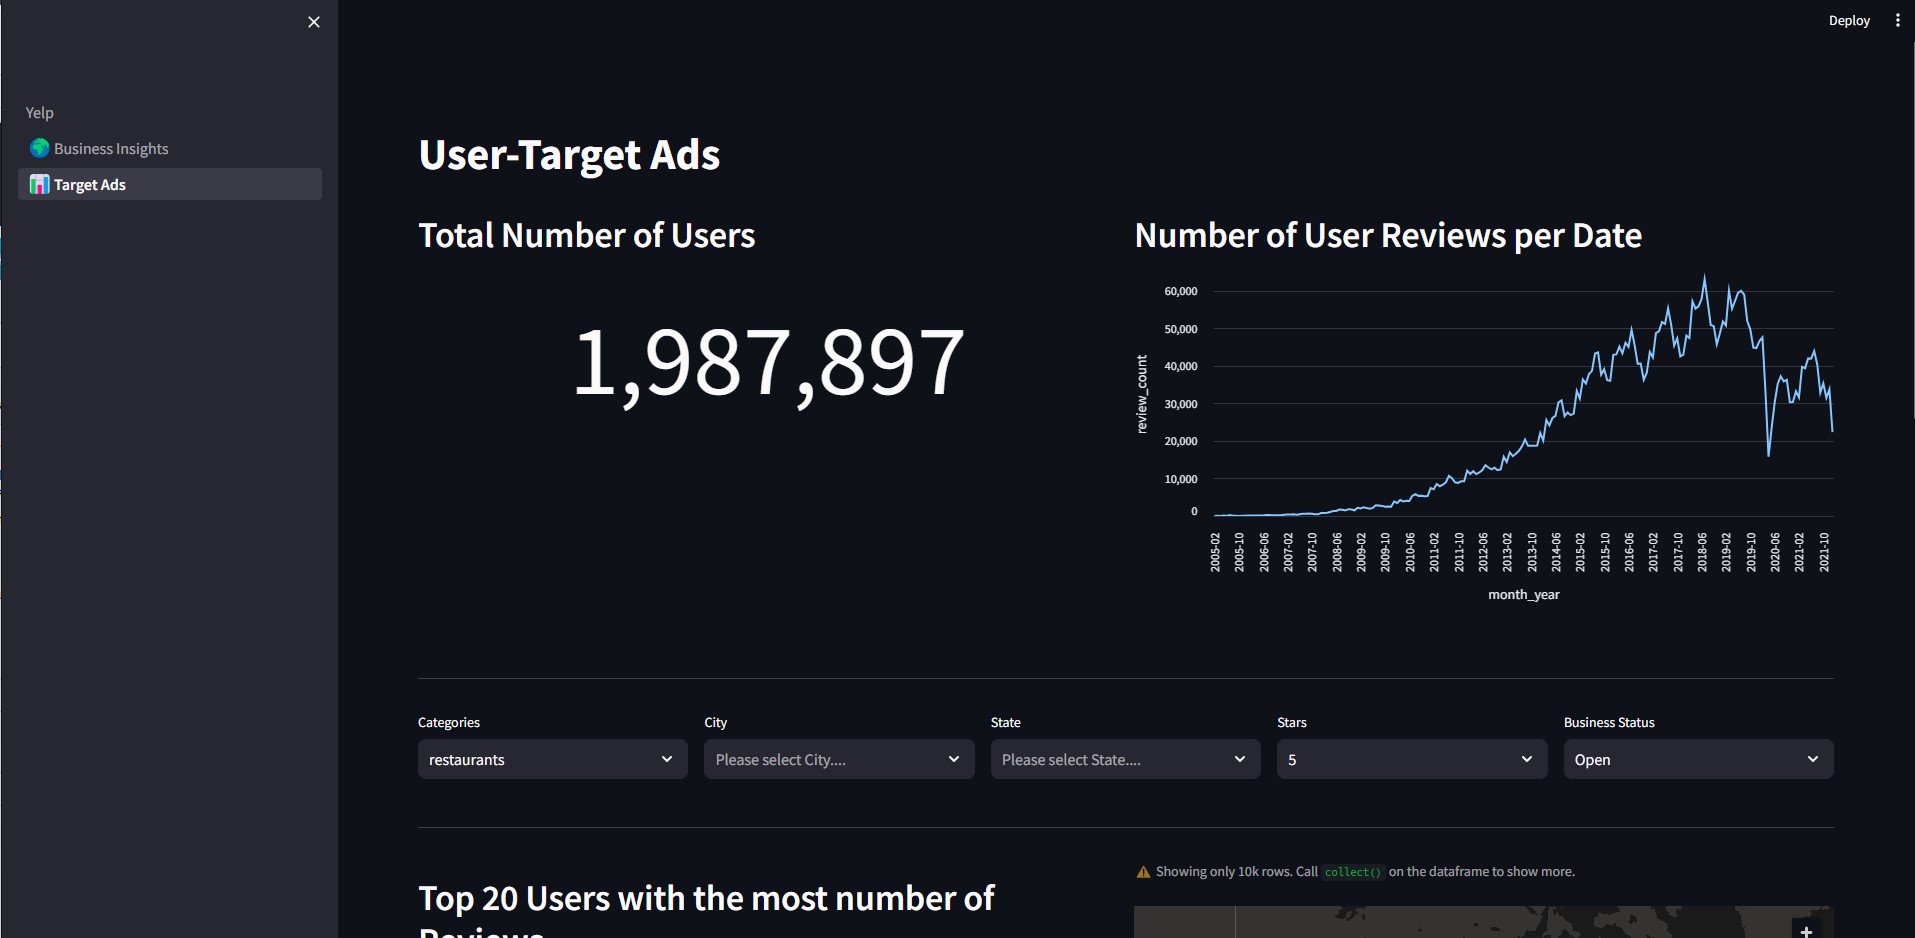 Deploy
Yelp
Business Insights
Target Ads
User-Target Ads
Total Number of Users
1,987,897
Number of User Reviews per Date
review_count
60,000
50,000
40,000
30,000
20,000
10,000
0
2005-02
2005-10
2006-06
2007-02
2007-10
2008-06
2009-02
2009-10
2010-06
2011-02
2011-10
2012-06
2013-02
2013-10
2014-06
2015-02
2015-10
2016-06
2017-02
2017-10
2018-06
2019-02
2019-10
2020-06
2021-02
2021-10
month_year
Categories
restaurants
City
Please select City....
State
Please select State....
Stars
5
Business Status
Open
Top 20 Users with the most number of
Reviews
Showing only 10k rows. Call collect() on the dataframe to show more.
+